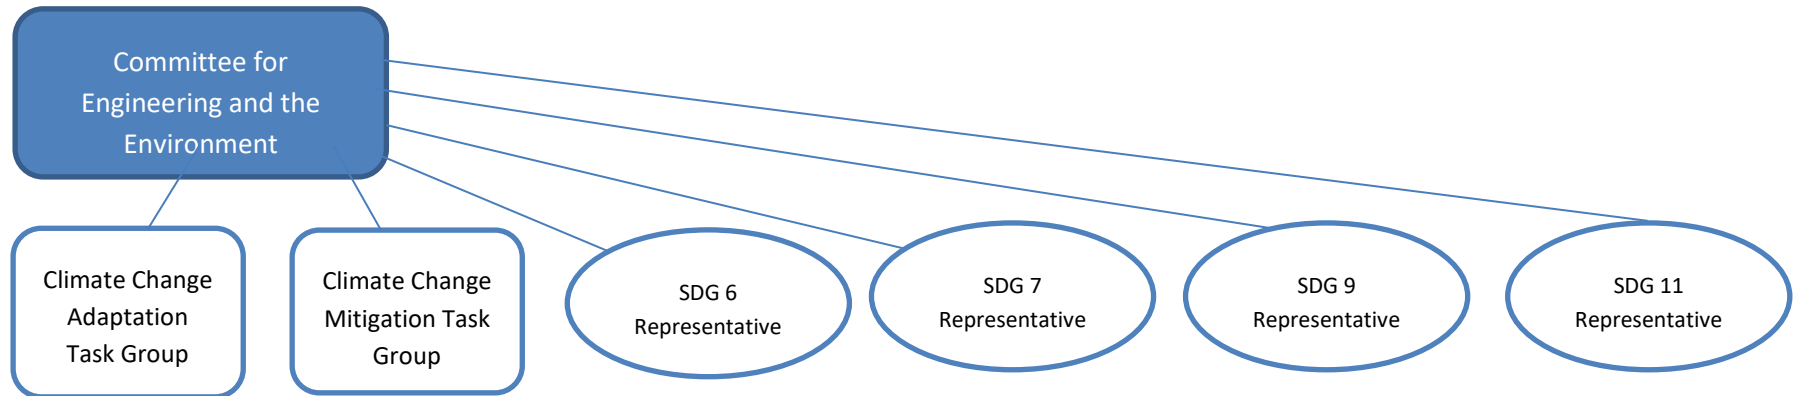 Committee for
Engineering and the
Environment
Climate Change
Adaptation
Task Group
Climate Change
Mitigation Task
Group
SDG 6
Representative
SDG 7
Representative
SDG 9
Representative
SDG 11
Representative